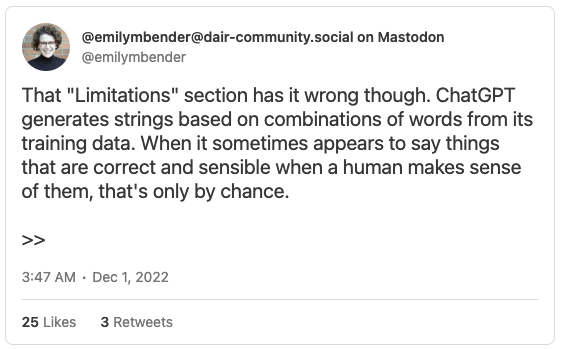 @emilymbender@dair-community.social on Mastodon
@emilymbender
That "Limitations" section has it wrong though. ChatGPT
generates strings based on combinations of words from its
training data. When it sometimes appears to say things
that are correct and sensible when a human makes sense
of them, that's only by chance.
>>
3:47 AM · Dec 1, 2022
25 Likes 3 Retweets